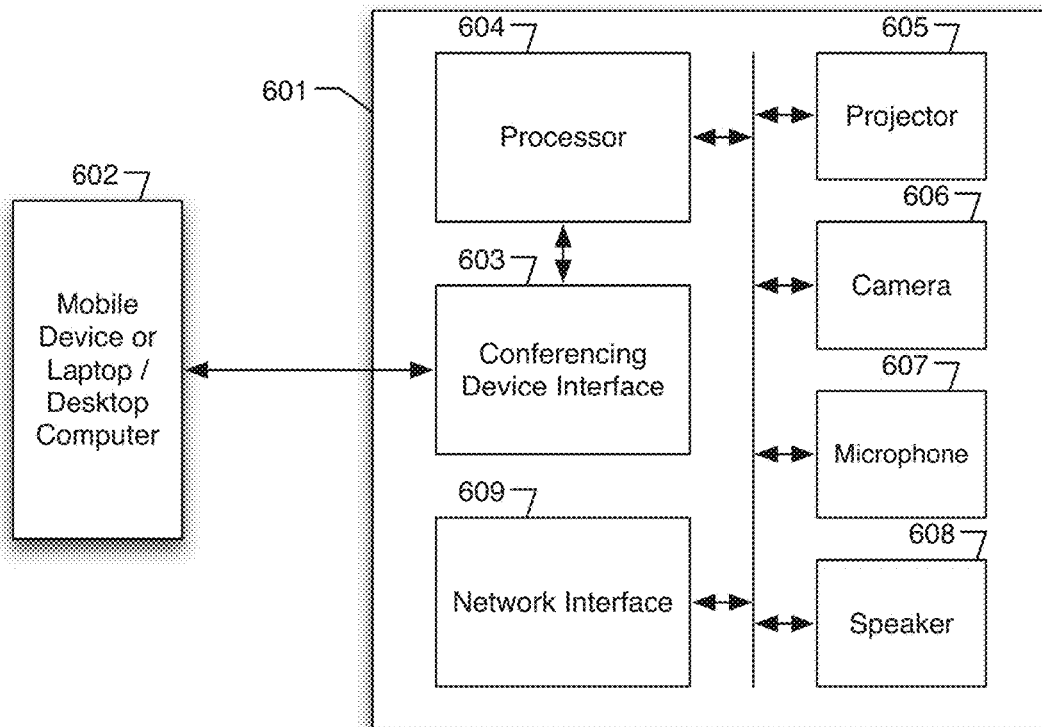 601
602
Mobile
Device or
Laptop /
Desktop
Computer
604
Processor
603
Conferencing
Device Interface
609
Network Interface
605
Projector
606
Camera
607
Microphone
608
Speaker